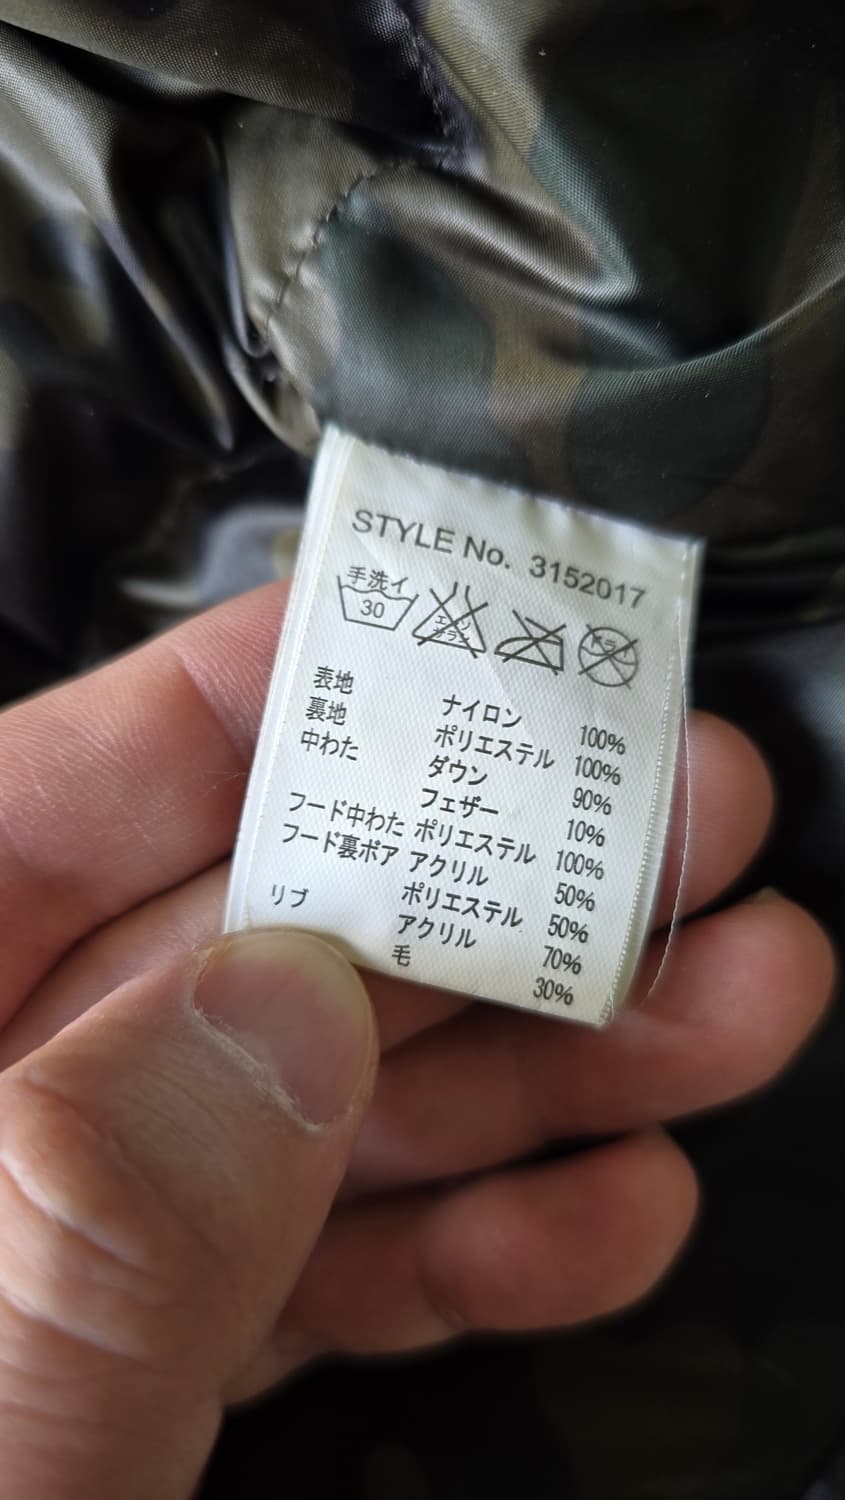 STYLE No. 3152017
手洗イ
30
エンソ
サラシ
ドライ
表地 ナイロン 100%
裏地 ポリエステル 100%
中わた ダウン 90%
フェザー 10%
フード中わた ポリエステル 100%
フード裏ボア アクリル 50%
ポリエステル 50%
リブ アクリル 70%
毛 30%